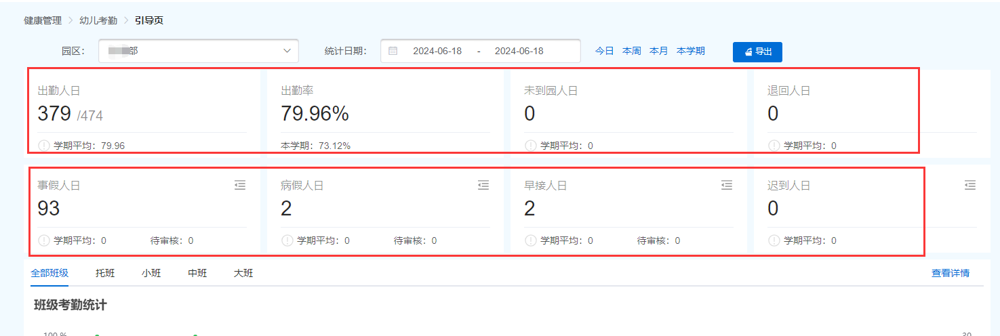 健康管理 > 幼儿考勤 > 引导页
园区： 部 统计日期： 2024-06-18 - 2024-06-18 今日 本周 本月 本学期 导出
出勤人日 出勤率 未到园人日 退回人日
379 /474 79.96% 0 0
学期平均：79.96 本学期：73.12% 学期平均：0 学期平均：0
事假人日 病假人日 早接人日 迟到人日
93 2 2 0
学期平均：0 待审核：0 学期平均：0 待审核：0 学期平均：0 待审核：0 学期平均：0
全部班级 托班 小班 中班 大班 查看详情
班级考勤统计
100 % 30